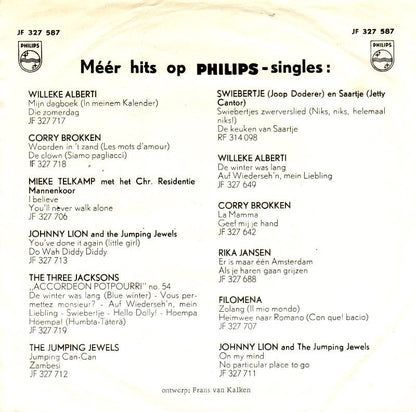 JF 327 587
JF 327 587
PHILIPS
PHILIPS
Méér hits op PHILIPS-singles:
WILLEKE ALBERTI
Mijn dagboek (In meinem Kalender)
Die zomerdag
JF 327 717
CORRY BROKKEN
Woorden in 't zand (Les mots d'amour)
De clown (Siamo pagliacci)
JF 327 718
MIEKE TELKAMP met het Chr. Residentie
Mannenkoor
I believe
You'll never walk alone
JF 327 706
JOHNNY LION and the Jumping Jewels
You've done it again (little girl)
Do Wah Diddy Diddy
JF 327 713
THE THREE JACKSONS
„ACCORDEON POTPOURRI" no. 54
De winter was lang (Blue winter) - Vous per-
mettez monsieur? - Auf Wiederseh'n, mein
Liebling - Swiebertje - Hello Dolly! - Hoempa
Hoempa! (Humbta-Täterä)
JF 327 719
THE JUMPING JEWELS
Jumping Can-Can
Zambesi
JF 327 712
SWIEBERTJE (Joop Doderer) en Saartje (Jetty
Cantor)
Swiebertjes zwerverslied (Niks, niks, helemaal
niks!)
De keuken van Saartje
RF 314 098
WILLEKE ALBERTI
De winter was lang
Auf Wiederseh'n, mein Liebling
JF 327 649
CORRY BROKKEN
La Mamma
Geef mij je hand
JF 327 642
RIKA JANSEN
Er is maar één Amsterdam
Als je haren gaan grijzen
JF 327 688
FILOMENA
Zolang (Il mio mondo)
Heimwee naar Romano (Con que! bacio)
JF 327 707
JOHNNY LION and The Jumping Jewels
On my mind
No particular place to go
JF 327 711
ontwerp: Frans van Kalken